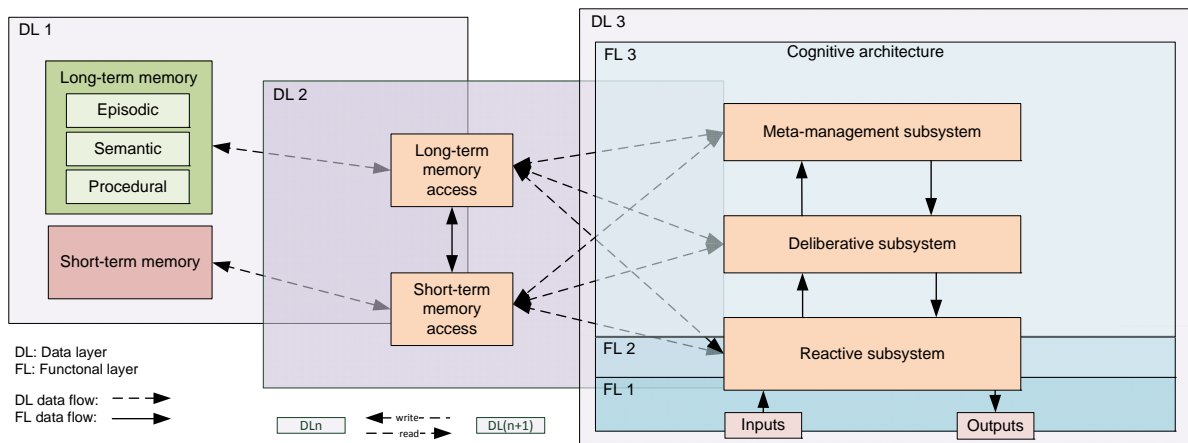 DL 1
Long-term memory
Episodic
Semantic
Procedural
Short-term memory
DL 2
Long-term
memory
access
Short-term
memory
access
DL 3
FL 3
Cognitive architecture
Meta-management subsystem
Deliberative subsystem
Reactive subsystem
FL 2
FL 1
Inputs
Outputs
DL: Data layer
FL: Functonal layer
DL data flow:
FL data flow:
DLn
write
read
DL(n+1)